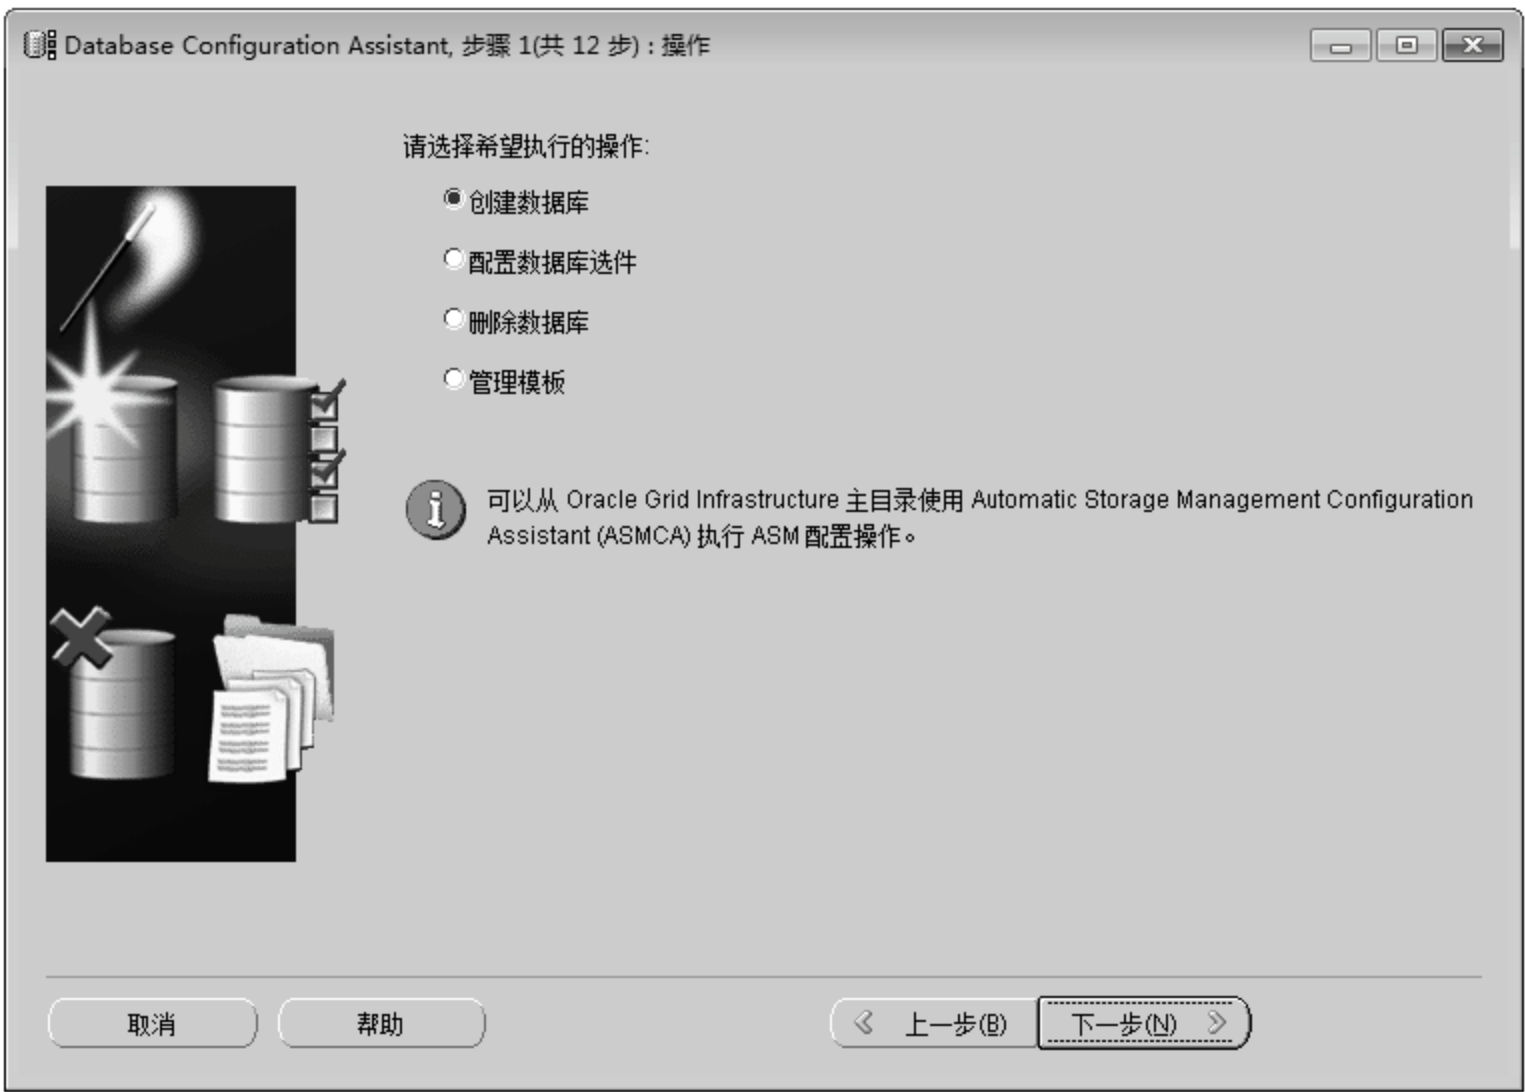 Database Configuration Assistant, 步骤 1(共 12 步) : 操作
请选择希望执行的操作:
创建数据库
配置数据库选件
删除数据库
管理模板
可以从 Oracle Grid Infrastructure 主目录使用 Automatic Storage Management Configuration
Assistant (ASMCA) 执行 ASM 配置操作。
取消
帮助
上一步(B)
下一步(N)